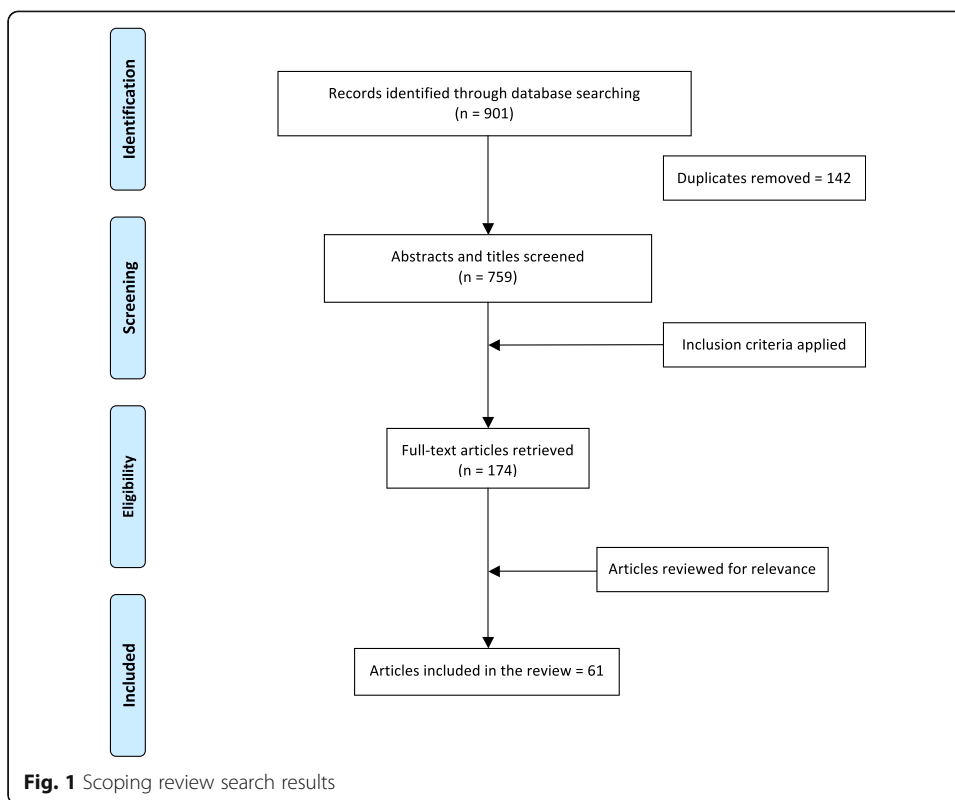 Identification
Records identified through database searching
(n = 901)
Duplicates removed = 142
Screening
Abstracts and titles screened
(n = 759)
Inclusion criteria applied
Eligibility
Full-text articles retrieved
(n = 174)
Articles reviewed for relevance
Included
Articles included in the review = 61
Fig. 1 Scoping review search results